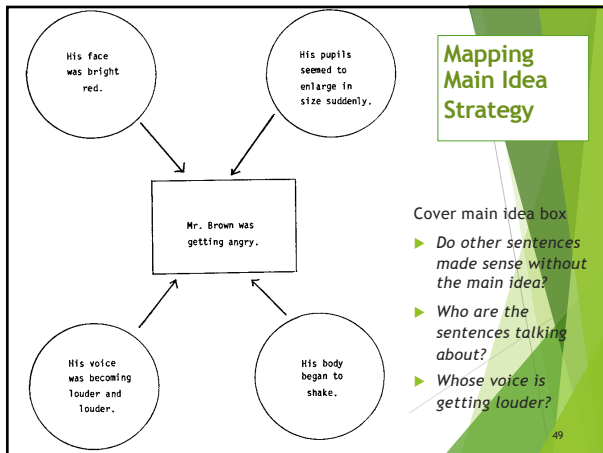 His face
was bright
red.
His pupils
seemed to
enlarge in
size suddenly.
Mr. Brown was
getting angry.
His voice
was becoming
louder and
louder.
His body
began to
shake.
Mapping
Main Idea
Strategy
Cover main idea box
Do other sentences
made sense without
the main idea?
Who are the
sentences talking
about?
Whose voice is
getting louder?
49